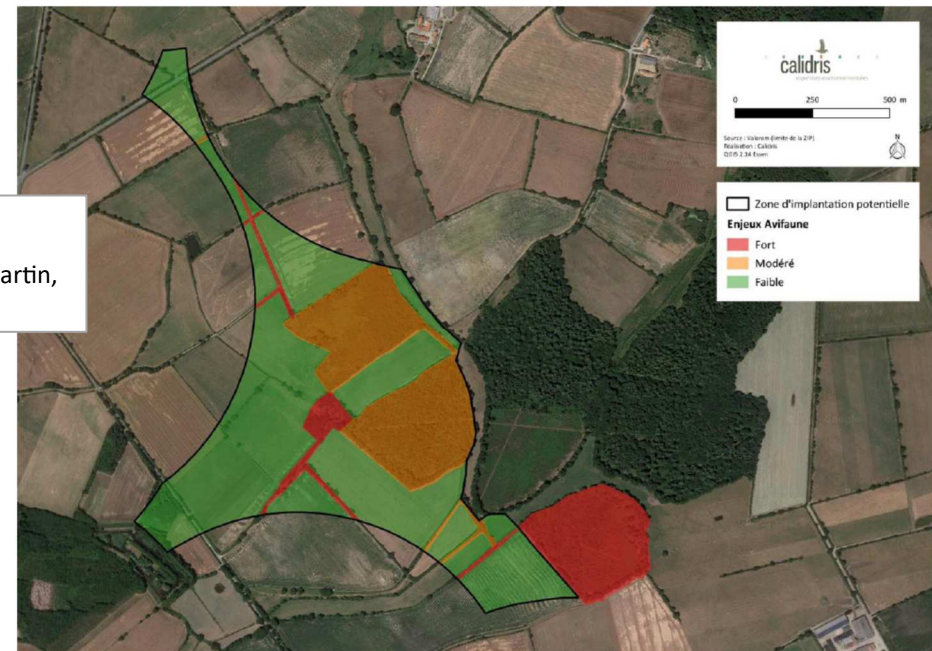 artin,
calidris
0 250 500 m
Source : Valorem (limite de la ZIP)
Réalisation : Calidris
QGIS 2.14 Essen
N
Zone d'implantation potentielle
Enjeux Avifaune
Fort
Modéré
Faible